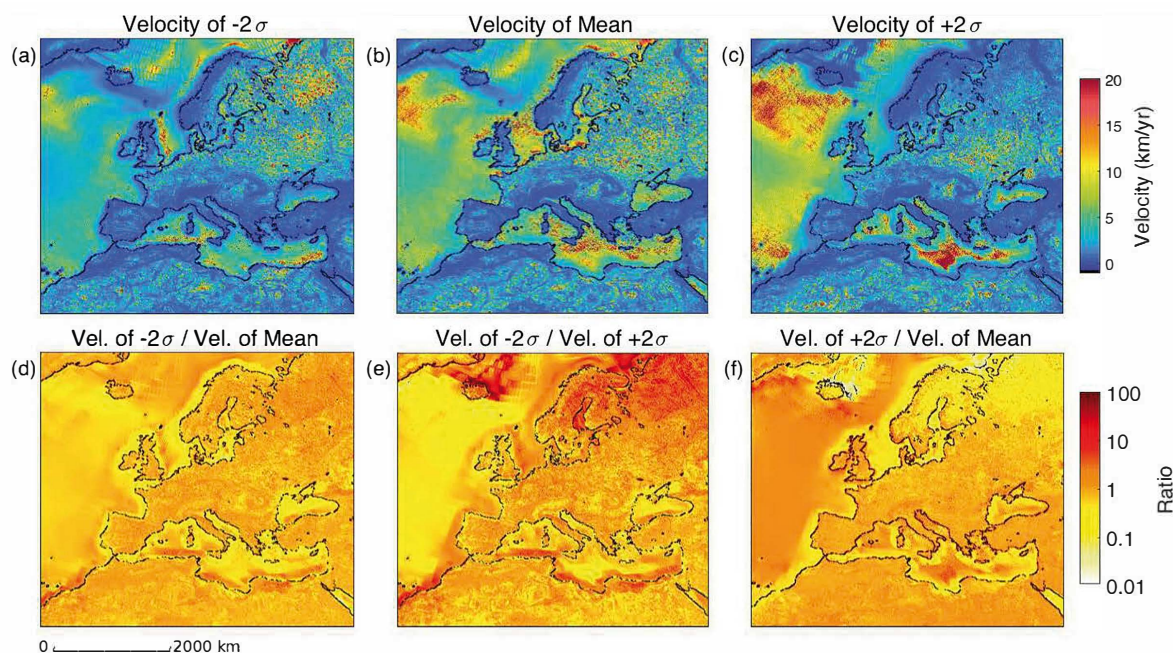 Velocity of -2σ
Velocity of Mean
Velocity of +2σ
(a)
(b)
(c)
20
15
10
5
0
Velocity (km/yr)
Vel. of -2σ / Vel. of Mean
Vel. of -2σ / Vel. of +2σ
Vel. of +2σ / Vel. of Mean
(d)
(e)
(f)
100
10
1
0.1
0.01
Ratio
0
2000 km